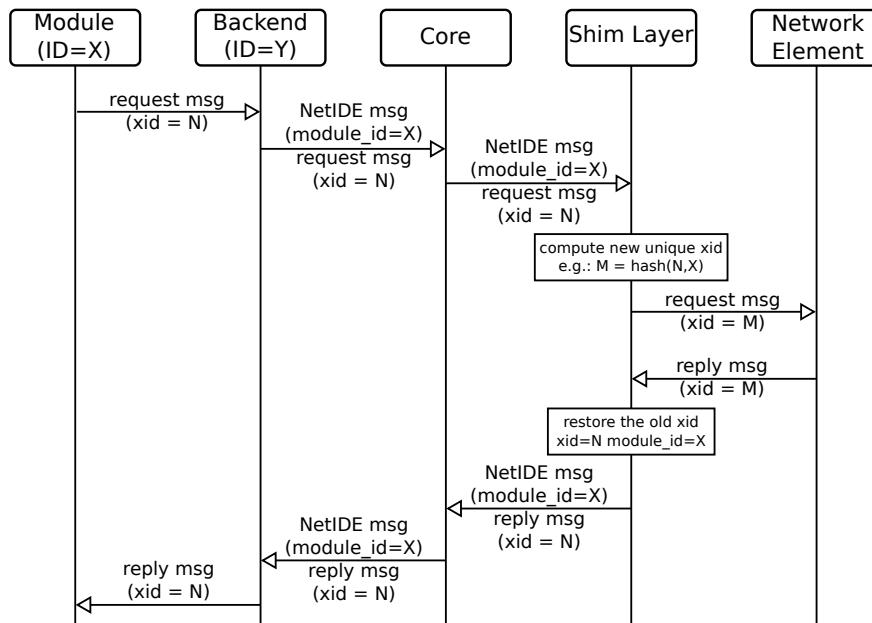 Module
(ID=X)
Backend
(ID=Y)
Core
Shim Layer
Network
Element
request msg
(xid = N)
NetIDE msg
(module_id=X)
request msg
(xid = N)
NetIDE msg
(module_id=X)
request msg
(xid = N)
compute new unique xid
e.g.: M = hash(N,X)
request msg
(xid = M)
reply msg
(xid = M)
restore the old xid
xid=N module_id=X
NetIDE msg
(module_id=X)
reply msg
(xid = N)
NetIDE msg
(module_id=X)
reply msg
(xid = N)
reply msg
(xid = N)